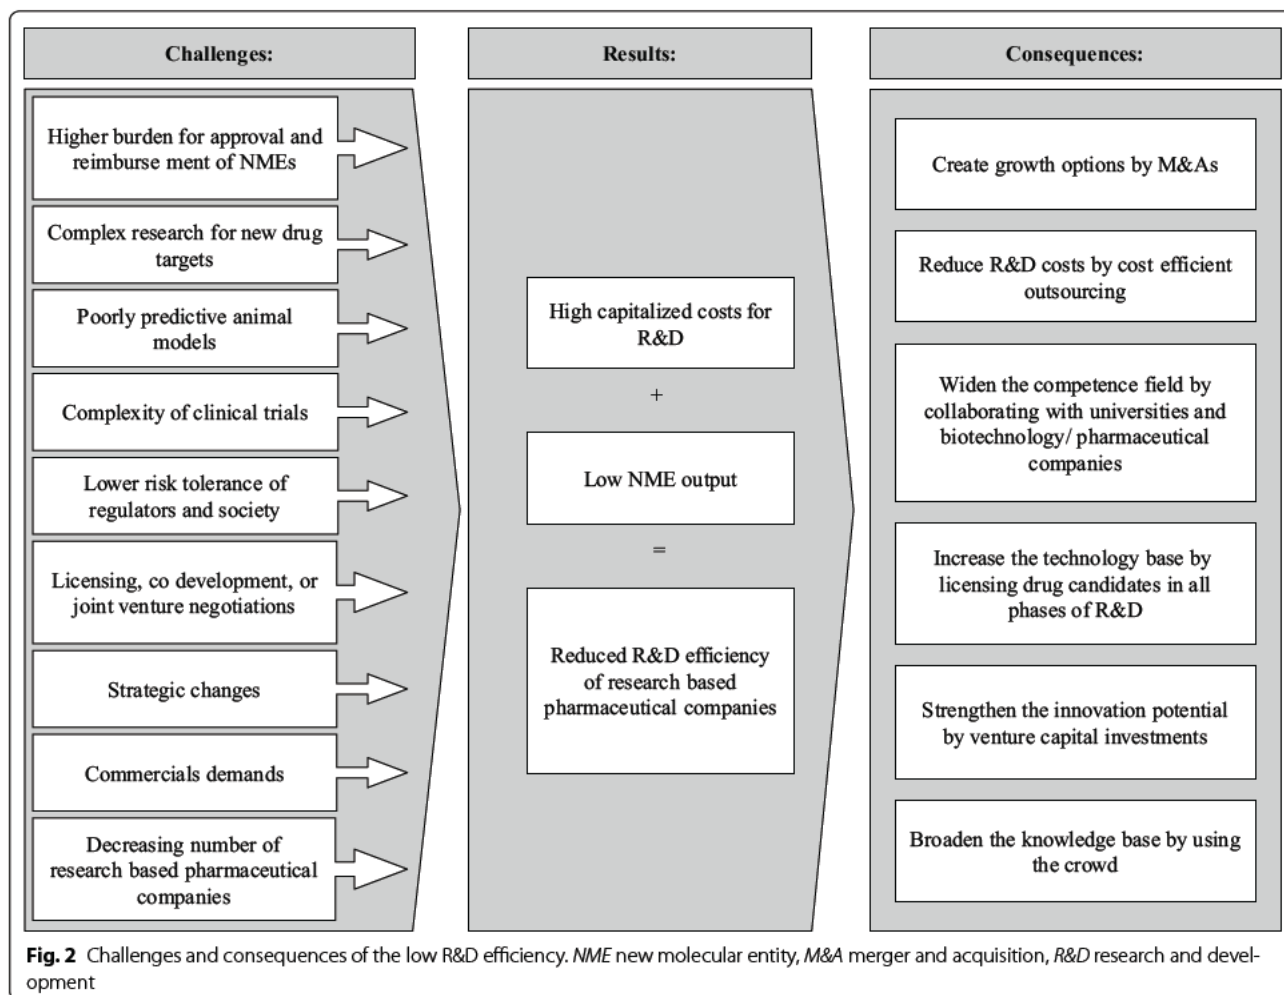 Challenges:
Higher burden for approval and
reimburse ment of NMEs
Complex research for new drug
targets
Poorly predictive animal
models
Complexity of clinical trials
Lower risk tolerance of
regulators and society
Licensing, co development, or
joint venture negotiations
Strategic changes
Commercials demands
Decreasing number of
research based pharmaceutical
companies
Results:
High capitalized costs for
R&D
+
Low NME output
=
Reduced R&D efficiency
of research based
pharmaceutical companies
Consequences:
Create growth options by M&As
Reduce R&D costs by cost efficient
outsourcing
Widen the competence field by
collaborating with universities and
biotechnology/ pharmaceutical
companies
Increase the technology base by
licensing drug candidates in all
phases of R&D
Strengthen the innovation potential
by venture capital investments
Broaden the knowledge base by using
the crowd
Fig. 2 Challenges and consequences of the low R&D efficiency. NME new molecular entity, M&A merger and acquisition, R&D research and devel-
opment